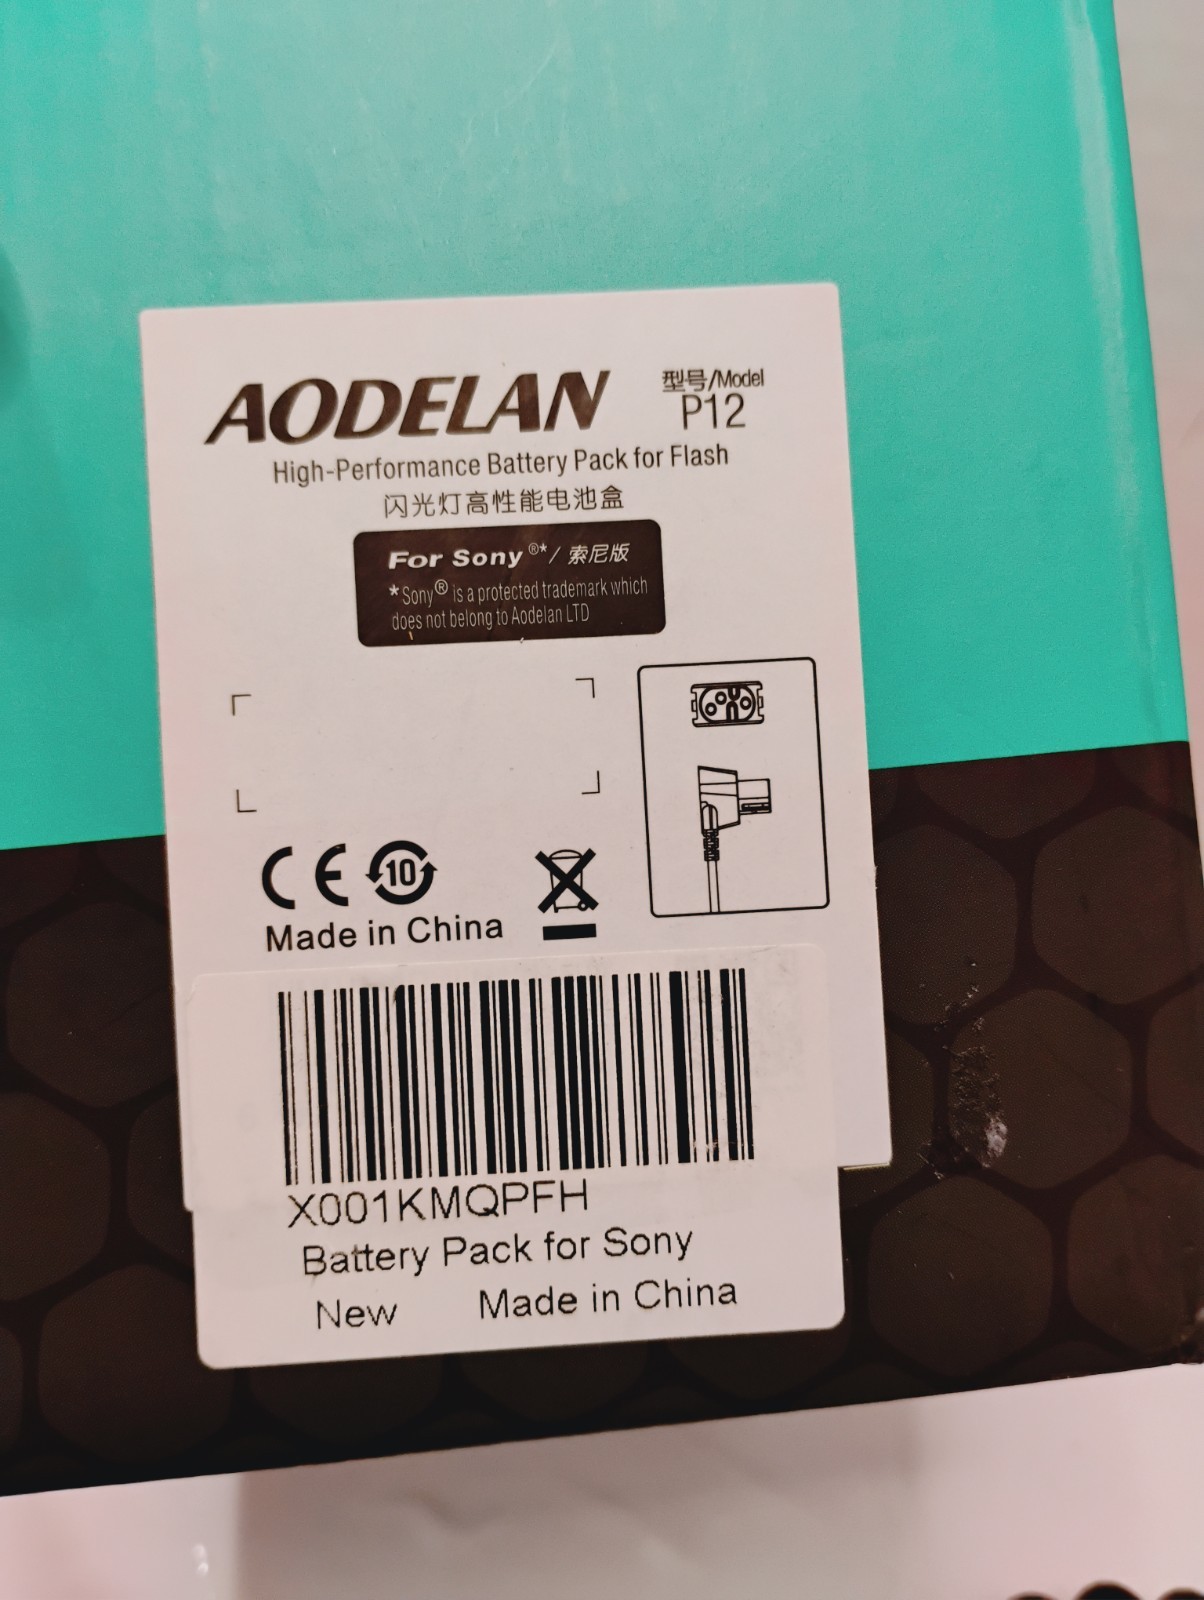 AODELAN
型号/Model
P12
High-Performance Battery Pack for Flash
闪光灯高性能电池盒
For Sony®*/ 索尼版
*Sony® is a protected trademark which
does not belong to Aodelan LTD
CE 10
Made in China
X001KMQPFH
Battery Pack for Sony
New Made in China